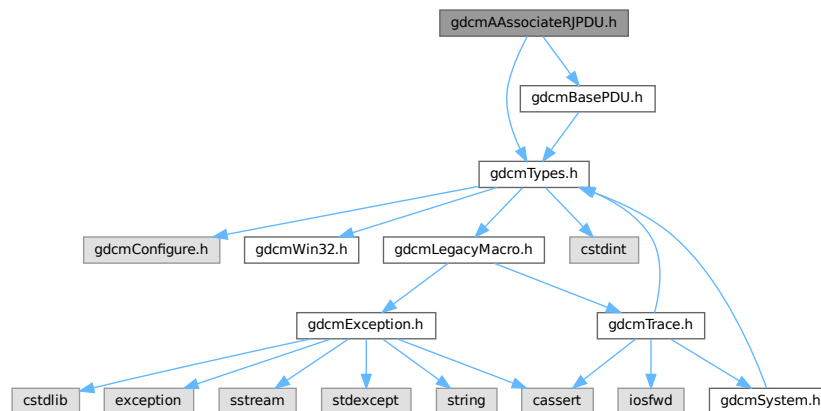 gdcmAAssociateRJPDU.h
gdcmBasePDU.h
gdcmTypes.h
gdcmConfigure.h
gdcmWin32.h
gdcmLegacyMacro.h
cstdint
gdcmException.h
gdcmTrace.h
cstdlib
exception
sstream
stdexcept
string
cassert
iosfwd
gdcmSystem.h